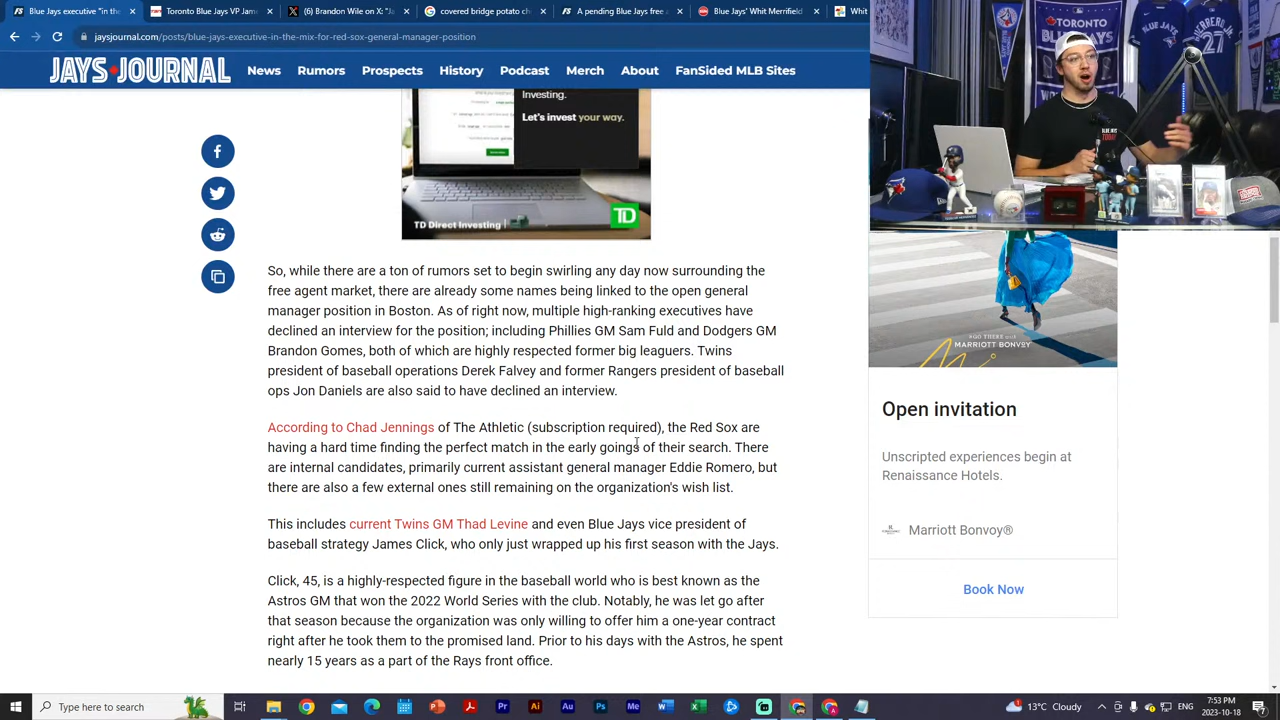 Toronto Blue Jays VP Jame
(6) Brandon Wile on X: "Ja
covered bridge potato ch
A pending Blue Jays free a
Blue Jays' Whit Merrifield
Whit
jaysjournal.com/posts/blue-jays-executive-in-the-mix-for-red-sox-general-manager-position
JAYS JOURNAL
News
Rumors
Prospects
History
Podcast
Merch
About
FanSided MLB Sites
TORONTO
BLUE JAYS
27
BLUE JAYS
TODAY
Investing.
Let's invest your way.
TD Direct Investing
TD
So, while there are a ton of rumors set to begin swirling any day now surrounding the
free agent market, there are already some names being linked to the open general
manager position in Boston. As of right now, multiple high-ranking executives have
declined an interview for the position; including Phillies GM Sam Fuld and Dodgers GM
Brandon Gomes, both of which are highly respected former big leaguers. Twins
president of baseball operations Derek Falvey and former Rangers president of baseball
ops Jon Daniels are also said to have declined an interview.
According to Chad Jennings of The Athletic (subscription required), the Red Sox are
having a hard time finding the perfect match in the early goings of their search. There
are internal candidates, primarily current assistant general manager Eddie Romero, but
there are also a few external ones still remaining on the organization's wish list.
This includes current Twins GM Thad Levine and even Blue Jays vice president of
baseball strategy James Click, who only just wrapped up his first season with the Jays.
Click, 45, is a highly-respected figure in the baseball world who is best known as the
Astros GM that won the 2022 World Series with the club. Notably, he was let go after
that season because the organization was only willing to offer him a one-year contract
right after he took them to the promised land. Prior to his days with the Astros, he spent
nearly 15 years as a part of the Rays front office.
#GO THERE with
MARRIOTT BONVOY
Open invitation
Unscripted experiences begin at
Renaissance Hotels.
Marriott Bonvoy®
Book Now
Type here to search
13°C Cloudy
ENG
7:53 PM
2023-10-18